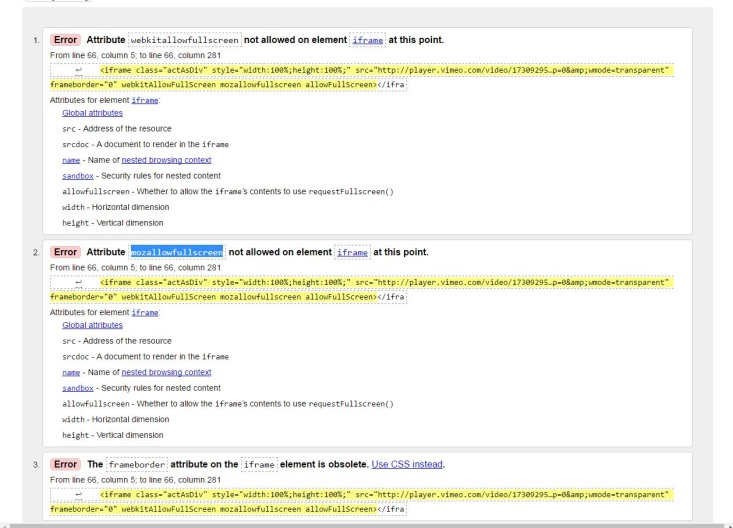 1. Error Attribute webkitallowfullscreen not allowed on element iframe at this point.
From line 66, column 5; to line 66, column 281
↩ <iframe class="actAsDiv" style="width:100%;height:100%;" src="http://player.vimeo.com/video/17309295…p=0&amp;wmode=transparent"
frameborder="0" webkitAllowFullScreen mozallowfullscreen allowFullScreen></ifra
Attributes for element iframe:
Global attributes
src - Address of the resource
srcdoc - A document to render in the iframe
name - Name of nested browsing context
sandbox - Security rules for nested content
allowfullscreen - Whether to allow the iframe's contents to use requestFullscreen()
width - Horizontal dimension
height - Vertical dimension
2. Error Attribute mozallowfullscreen not allowed on element iframe at this point.
From line 66, column 5; to line 66, column 281
↩ <iframe class="actAsDiv" style="width:100%;height:100%;" src="http://player.vimeo.com/video/17309295…p=0&amp;wmode=transparent"
frameborder="0" webkitAllowFullScreen mozallowfullscreen allowFullScreen></ifra
Attributes for element iframe:
Global attributes
src - Address of the resource
srcdoc - A document to render in the iframe
name - Name of nested browsing context
sandbox - Security rules for nested content
allowfullscreen - Whether to allow the iframe's contents to use requestFullscreen()
width - Horizontal dimension
height - Vertical dimension
3. Error The frameborder attribute on the iframe element is obsolete. Use CSS instead.
From line 66, column 5; to line 66, column 281
↩ <iframe class="actAsDiv" style="width:100%;height:100%;" src="http://player.vimeo.com/video/17309295…p=0&amp;wmode=transparent"
frameborder="0" webkitAllowFullScreen mozallowfullscreen allowFullScreen></ifra